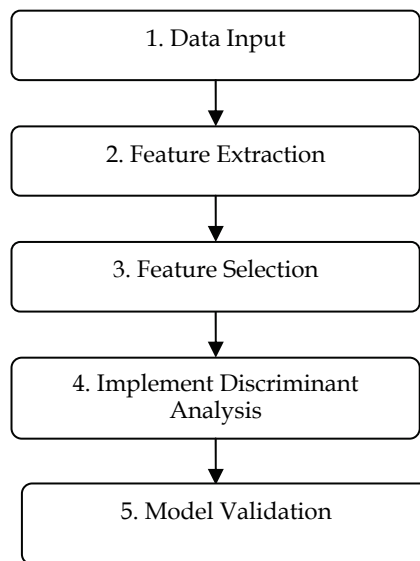 1. Data Input
2. Feature Extraction
3. Feature Selection
4. Implement Discriminant
Analysis
5. Model Validation